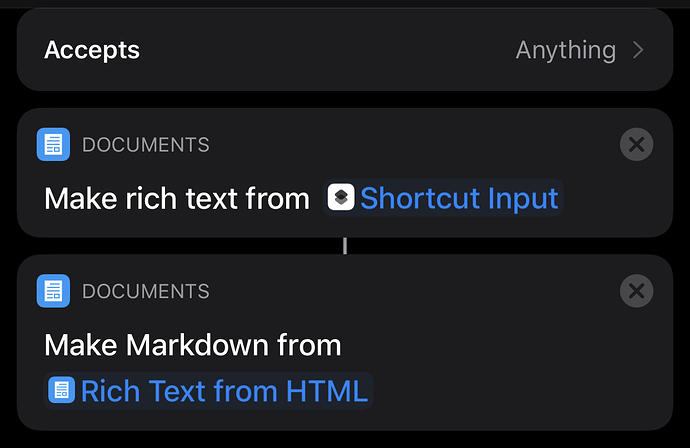 Accepts Anything
DOCUMENTS
Make rich text from Shortcut Input
DOCUMENTS
Make Markdown from
Rich Text from HTML